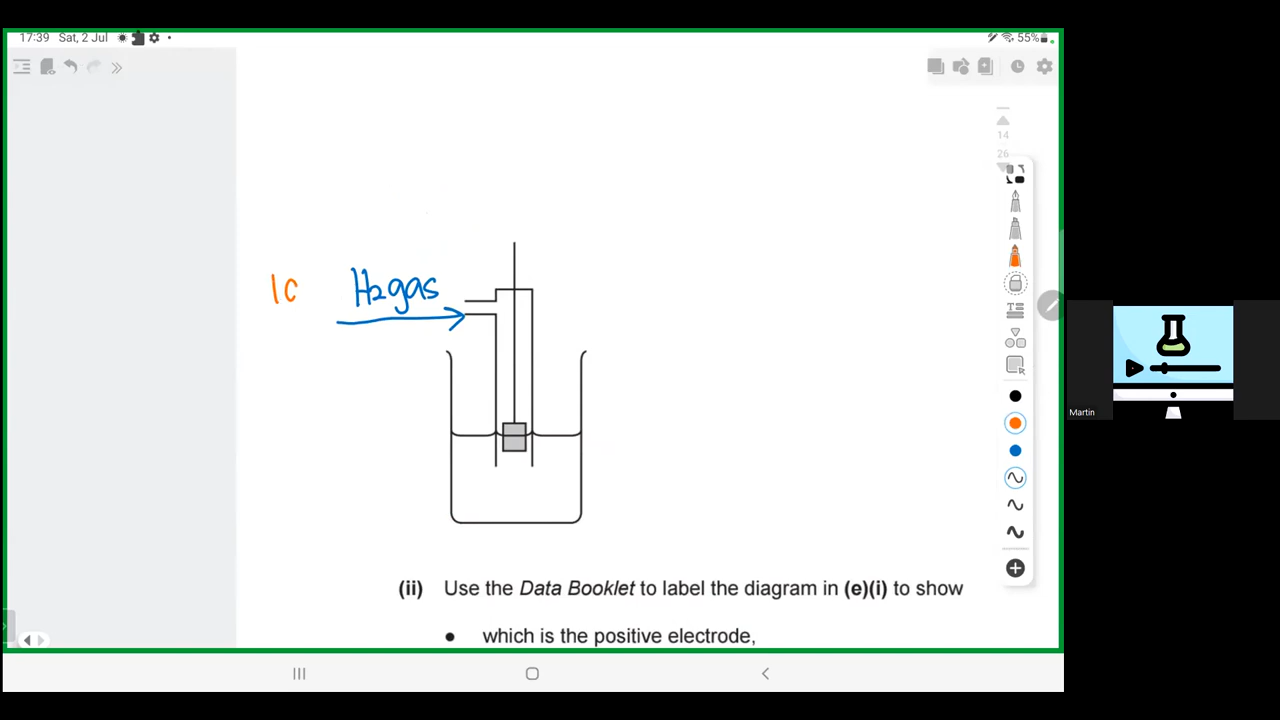 17:39 Sat, 2 Jul
55%
14
26
1C
H₂ gas
(ii) Use the Data Booklet to label the diagram in (e)(i) to show
• which is the positive electrode,
Martin